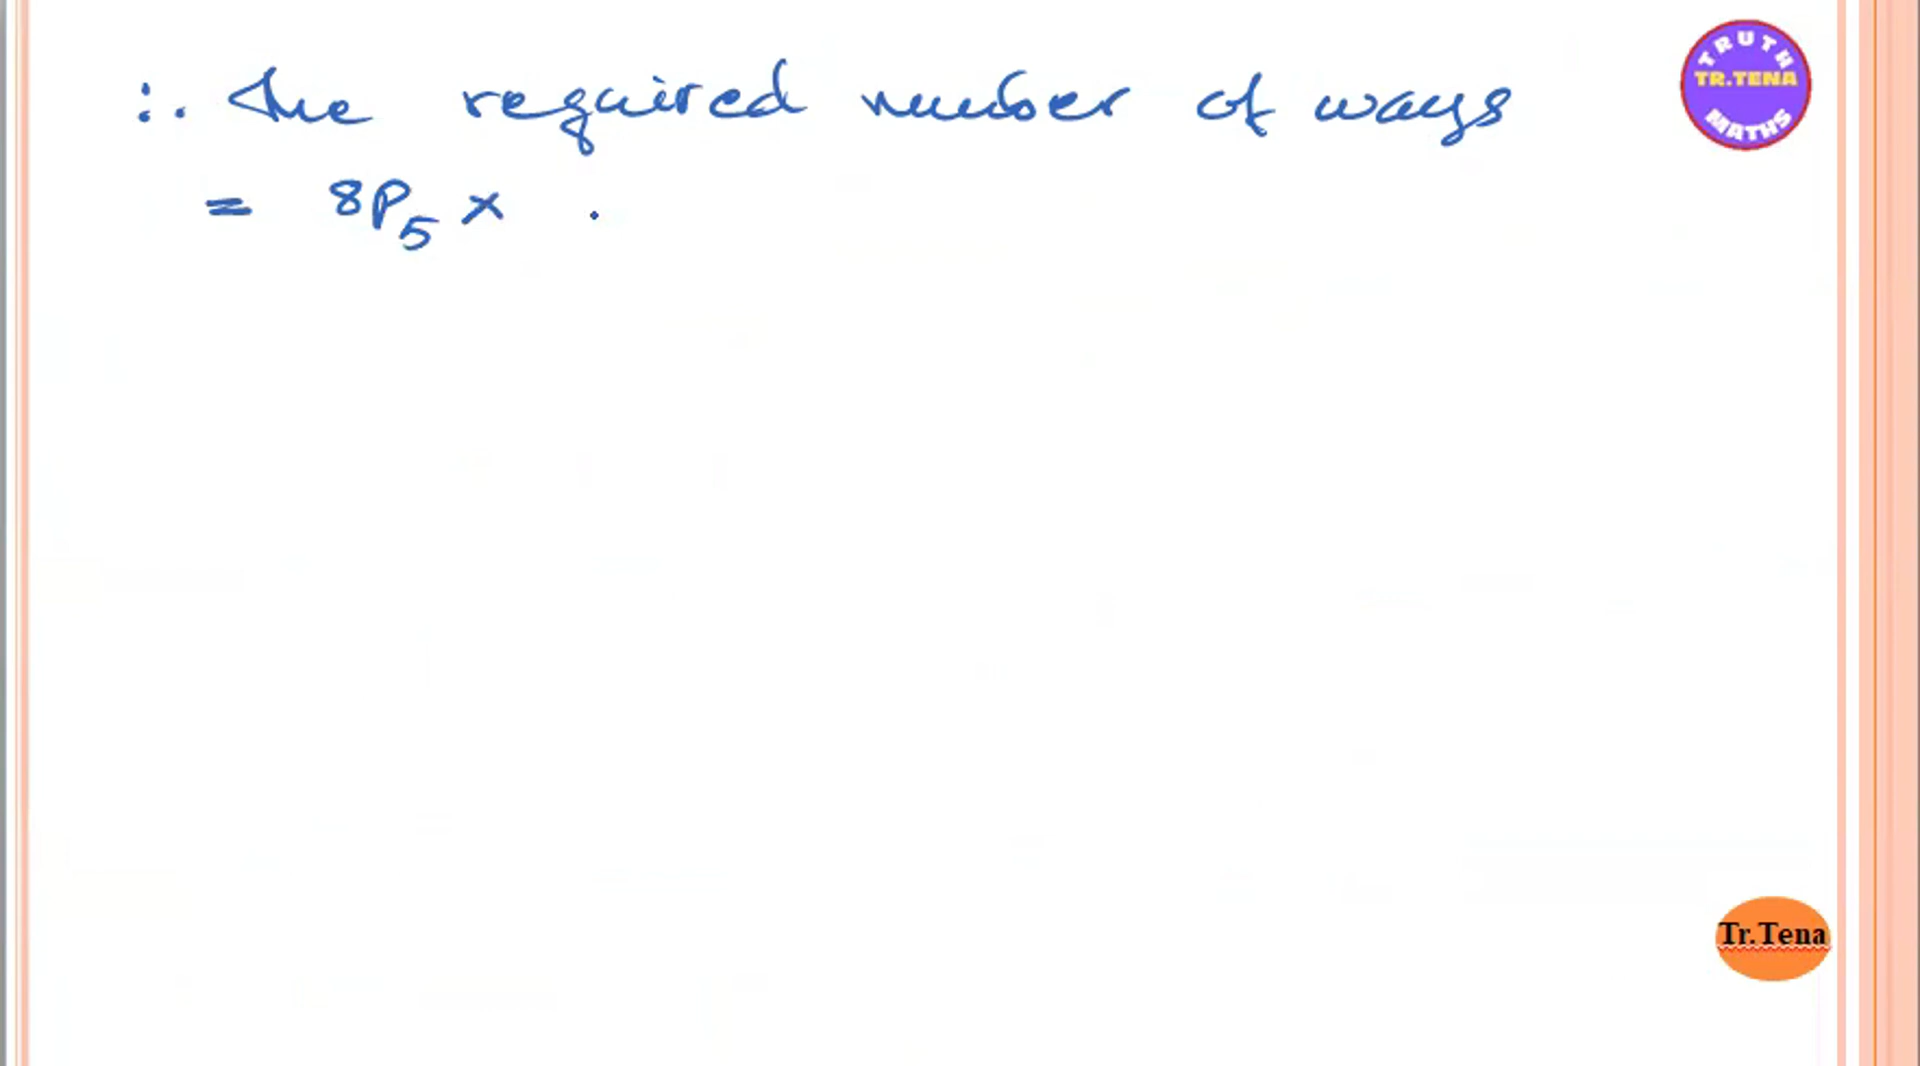 ∴ The required number of ways
TRUTH
TR.TENA
MATHS
= 8P₅ ×
Tr.Tena